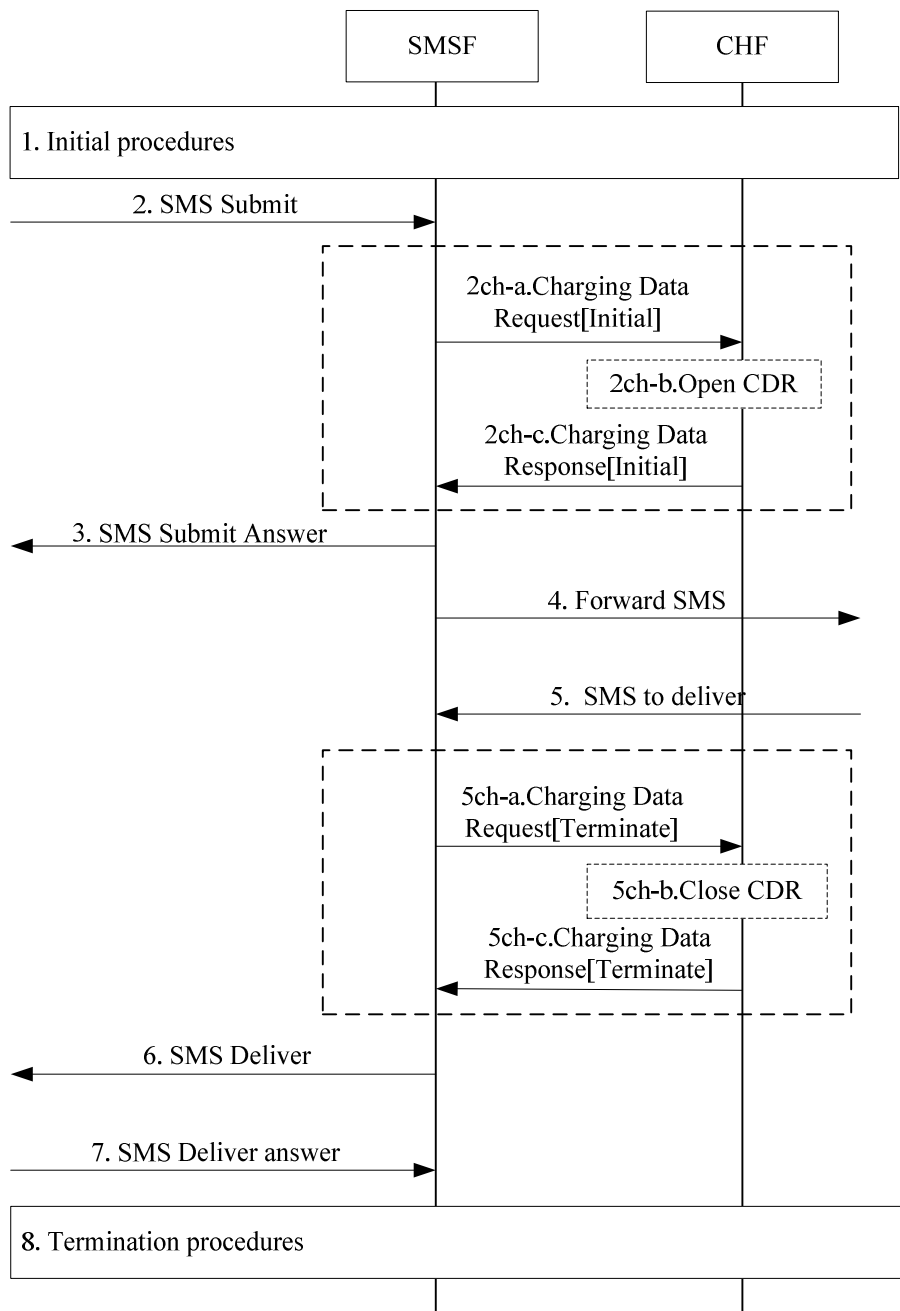 SMSF
CHF
1. Initial procedures
2. SMS Submit
2ch-a.Charging Data
Request[Initial]
2ch-b.Open CDR
2ch-c.Charging Data
Response[Initial]
3. SMS Submit Answer
4. Forward SMS
5. SMS to deliver
5ch-a.Charging Data
Request[Terminate]
5ch-b.Close CDR
5ch-c.Charging Data
Response[Terminate]
6. SMS Deliver
7. SMS Deliver answer
8. Termination procedures